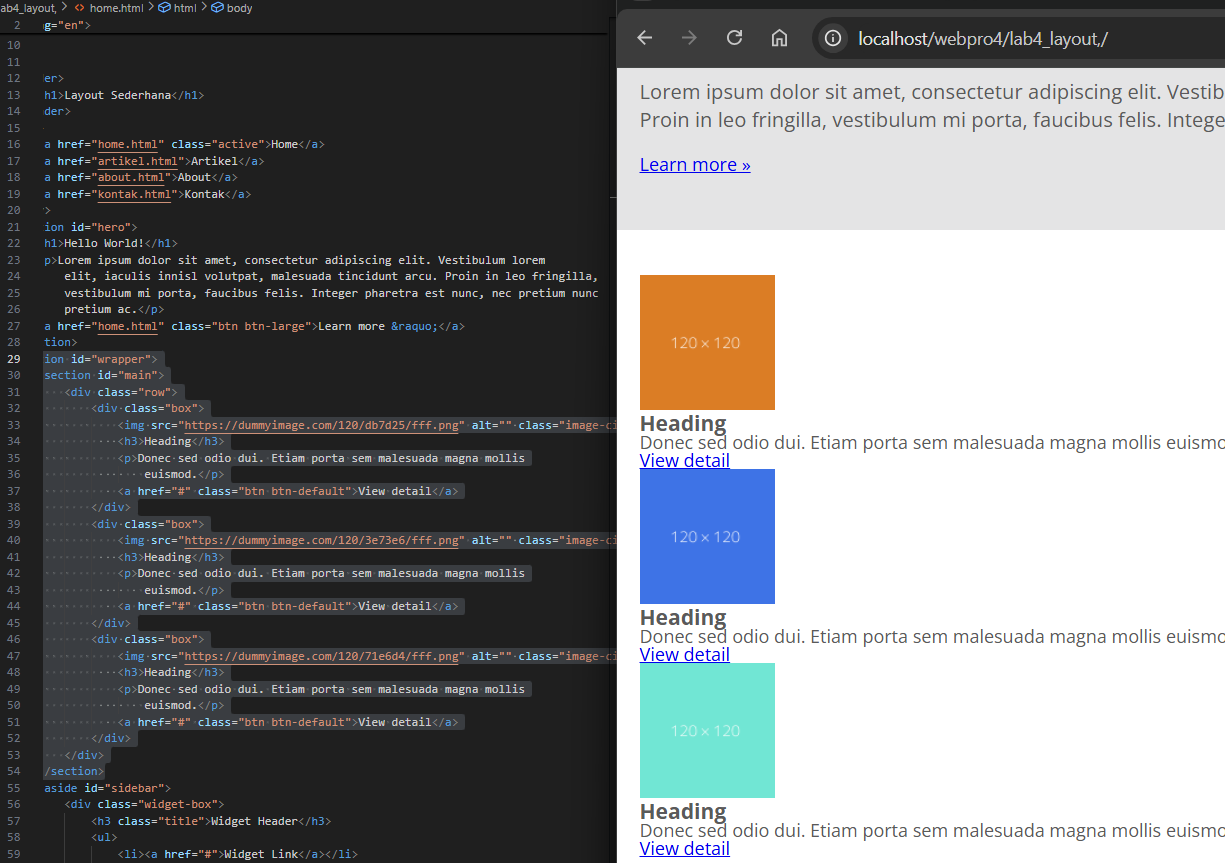 ab4_layout, > <> home.html > html > body
2 g="en">
10
11
12 er>
13 h1>Layout Sederhana</h1>
14 der>
15
16 a href="home.html" class="active">Home</a>
17 a href="artikel.html">Artikel</a>
18 a href="about.html">About</a>
19 a href="kontak.html">Kontak</a>
20 >
21 ion id="hero">
22 h1>Hello World!</h1>
23 p>Lorem ipsum dolor sit amet, consectetur adipiscing elit. Vestibulum lorem
24 elit, iaculis innisl volutpat, malesuada tincidunt arcu. Proin in leo fringilla,
25 vestibulum mi porta, faucibus felis. Integer pharetra est nunc, nec pretium nunc
26 pretium ac.</p>
27 a href="home.html" class="btn btn-large">Learn more &raquo;</a>
28 tion>
29 ion id="wrapper">
30 section id="main">
31 <div class="row">
32 <div class="box">
33 <img src="https://dummyimage.com/120/db7d25/fff.png" alt="" class="image-ci
34 <h3>Heading</h3>
35 <p>Donec sed odio dui. Etiam porta sem malesuada magna mollis
36 euismod.</p>
37 <a href="#" class="btn btn-default">View detail</a>
38 </div>
39 <div class="box">
40 <img src="https://dummyimage.com/120/3e73e6/fff.png" alt="" class="image-ci
41 <h3>Heading</h3>
42 <p>Donec sed odio dui. Etiam porta sem malesuada magna mollis
43 euismod.</p>
44 <a href="#" class="btn btn-default">View detail</a>
45 </div>
46 <div class="box">
47 <img src="https://dummyimage.com/120/71e6d4/fff.png" alt="" class="image-ci
48 <h3>Heading</h3>
49 <p>Donec sed odio dui. Etiam porta sem malesuada magna mollis
50 euismod.</p>
51 <a href="#" class="btn btn-default">View detail</a>
52 </div>
53 </div>
54 /section>
55 aside id="sidebar">
56 <div class="widget-box">
57 <h3 class="title">Widget Header</h3>
58 <ul>
59 <li><a href="#">Widget Link</a></li>
localhost/webpro4/lab4_layout,/
Lorem ipsum dolor sit amet, consectetur adipiscing elit. Vestib
Proin in leo fringilla, vestibulum mi porta, faucibus felis. Intege
Learn more »
120 × 120
Heading
Donec sed odio dui. Etiam porta sem malesuada magna mollis euismo
View detail
120 × 120
Heading
Donec sed odio dui. Etiam porta sem malesuada magna mollis euismo
View detail
120 × 120
Heading
Donec sed odio dui. Etiam porta sem malesuada magna mollis euismo
View detail